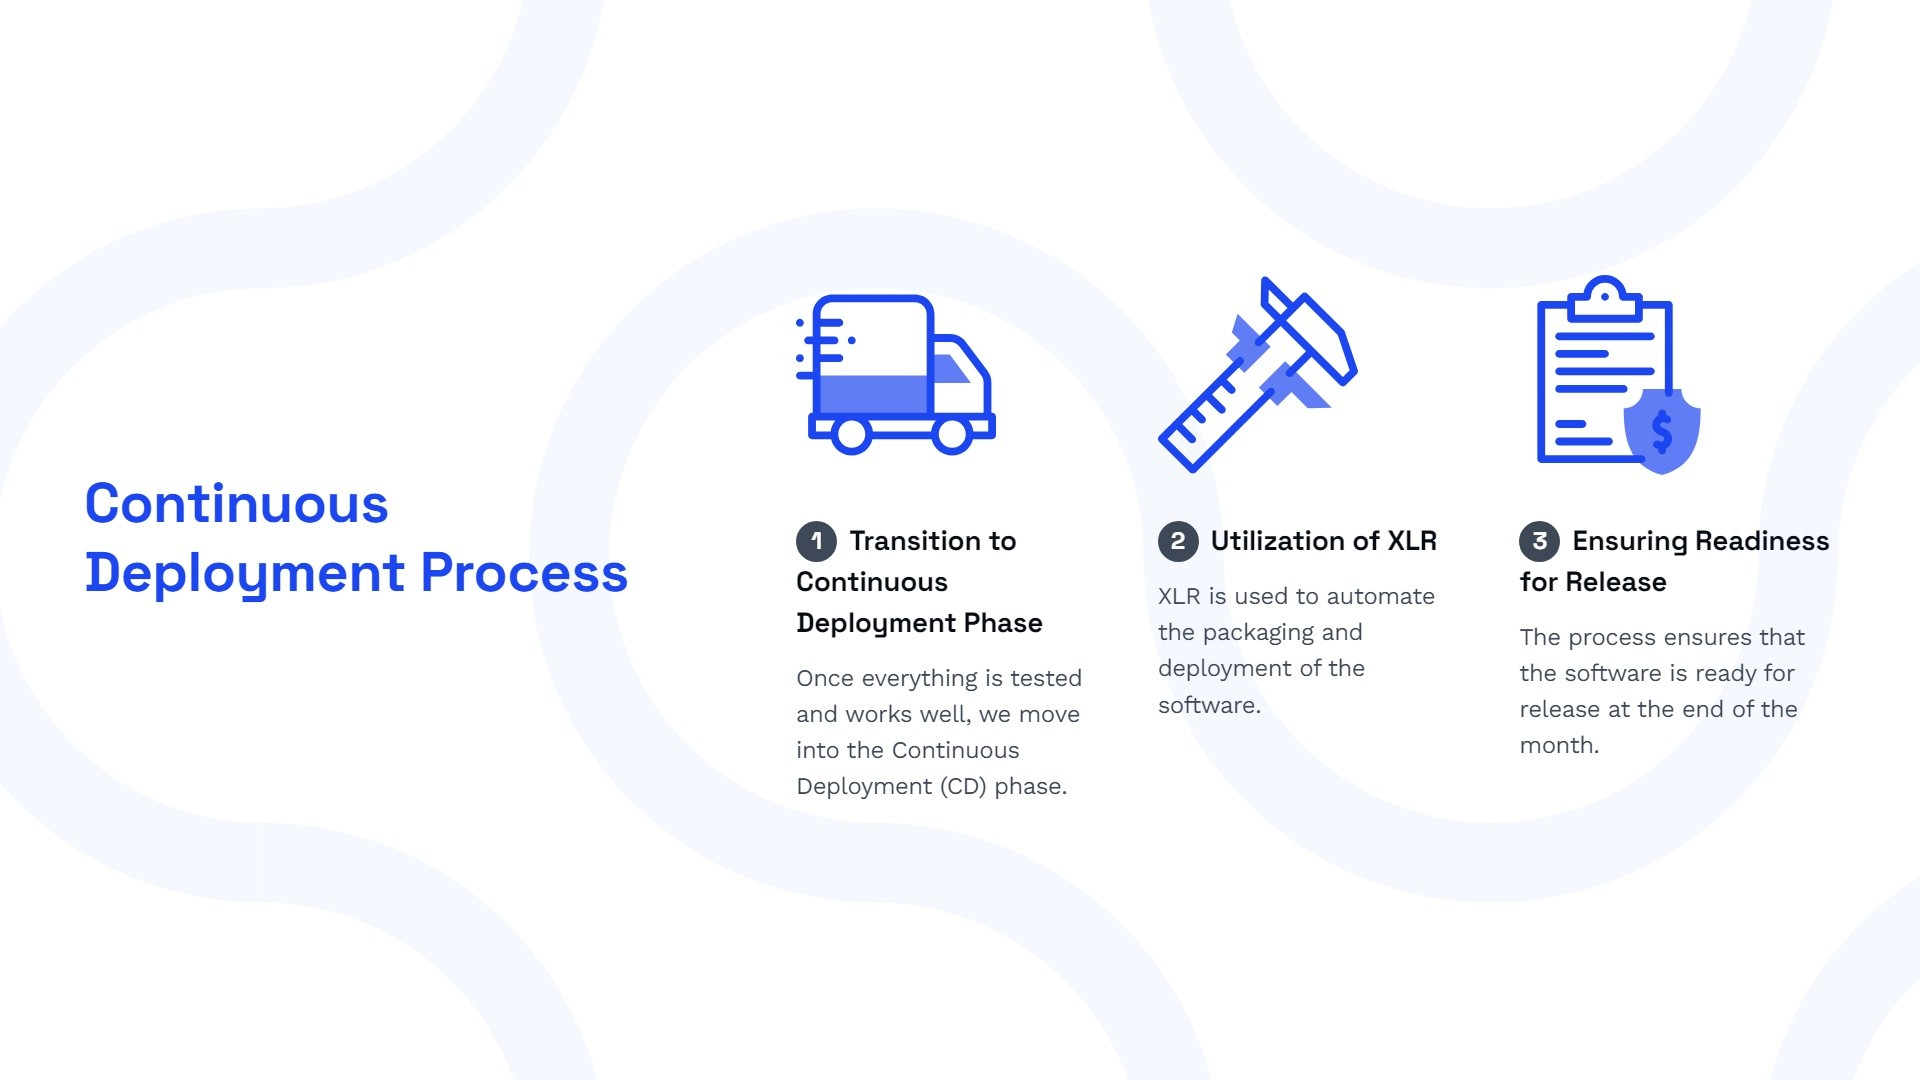 Continuous
Deployment Process
1 Transition to
Continuous
Deployment Phase
Once everything is tested
and works well, we move
into the Continuous
Deployment (CD) phase.
2 Utilization of XLR
XLR is used to automate
the packaging and
deployment of the
software.
$
3 Ensuring Readiness
for Release
The process ensures that
the software is ready for
release at the end of the
month.